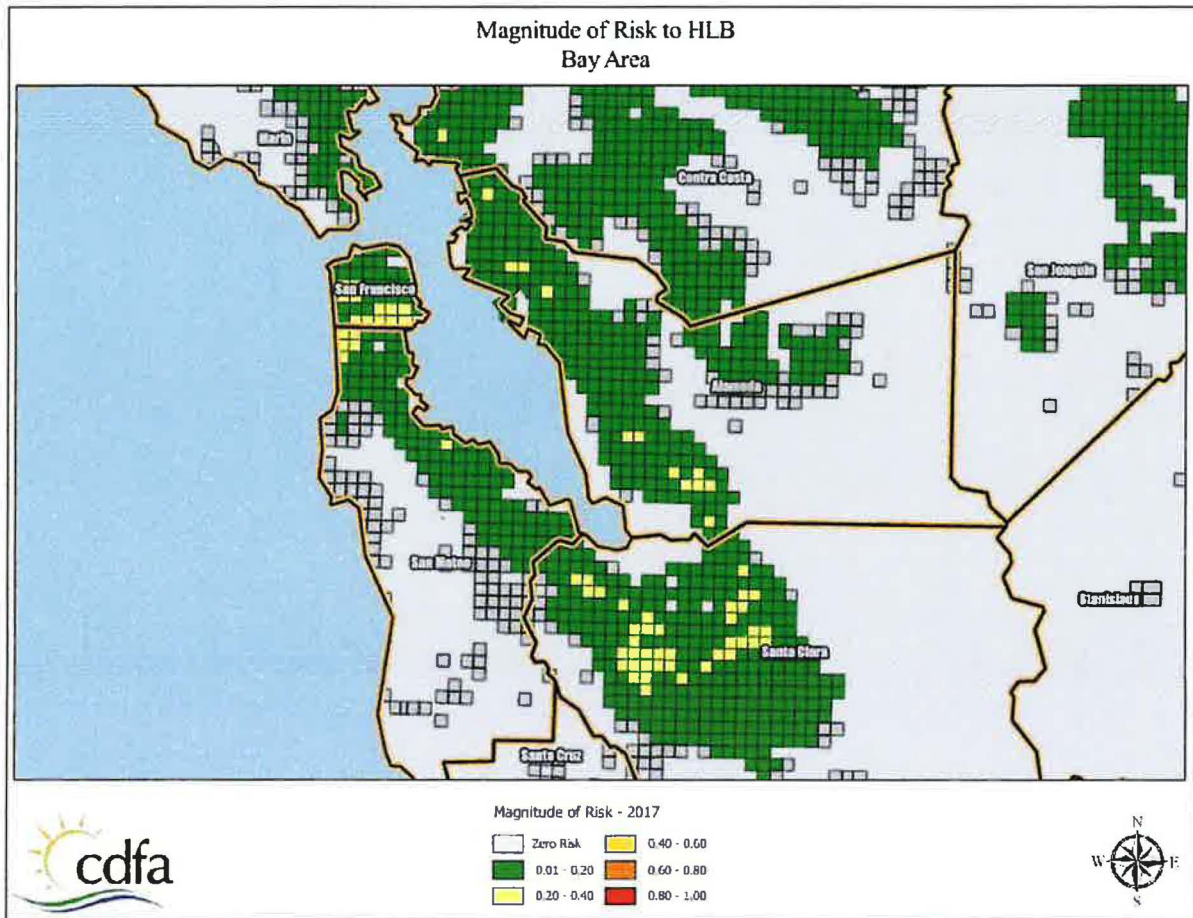 Magnitude of Risk to HLB
Bay Area
Marin
Contra Costa
San Joaquin
San Francisco
Alameda
San Mateo
Stanislaus
Santa Clara
Santa Cruz
Magnitude of Risk - 2017
Zero Risk
0.40 - 0.60
0.01 - 0.20
0.60 - 0.80
0.20 - 0.40
0.80 - 1.00
cdfa
N
W
E
S